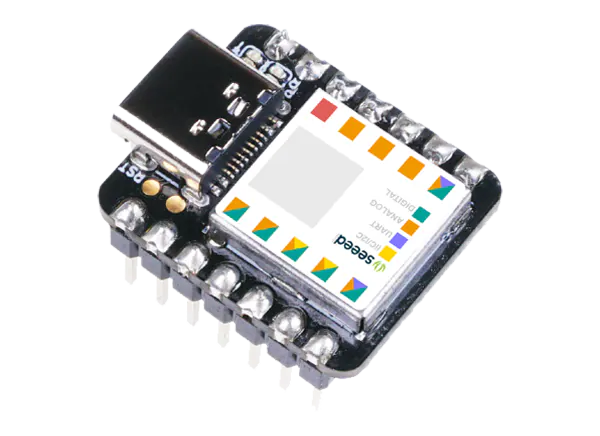 RST
DIGITAL
ANALOG
UART
IIC/I2C
seeed